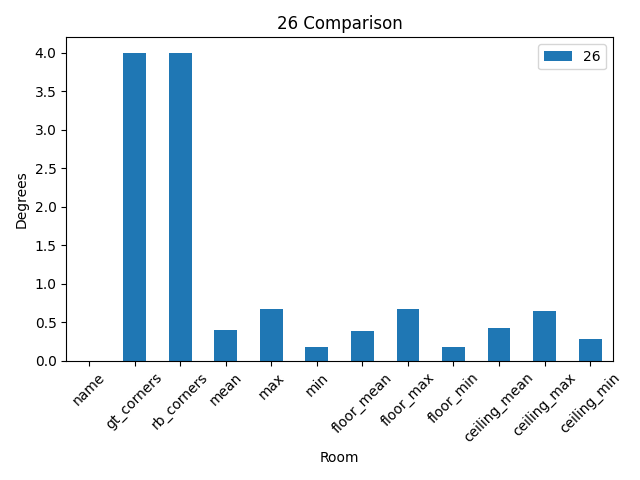 26 Comparison
26
Degrees
4.0
3.5
3.0
2.5
2.0
1.5
1.0
0.5
0.0
name
gt_corners
rb_corners
mean
max
min
floor_mean
floor_max
floor_min
ceiling_mean
ceiling_max
ceiling_min
Room